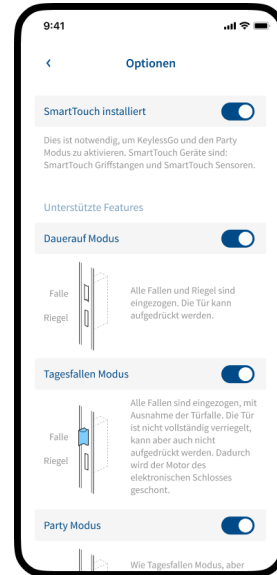 9:41
Optionen
SmartTouch installiert
Dies ist notwendig, um KeylessGo und den Party
Modus zu aktivieren. SmartTouch Geräte sind:
SmartTouch Griffstangen und SmartTouch Sensoren.
Unterstützte Features
Dauerauf Modus
Falle
Riegel
Alle Fallen und Riegel sind
eingezogen. Die Tür kann
aufgedrückt werden.
Tagesfallen Modus
Falle
Riegel
Alle Fallen sind eingezogen, mit
Ausnahme der Türfalle. Die Tür
ist nicht vollständig verriegelt,
kann aber auch nicht
aufgedrückt werden. Dadurch
wird der Motor des
elektronischen Schlosses
geschont.
Party Modus
Wie Tagesfallen Modus, aber